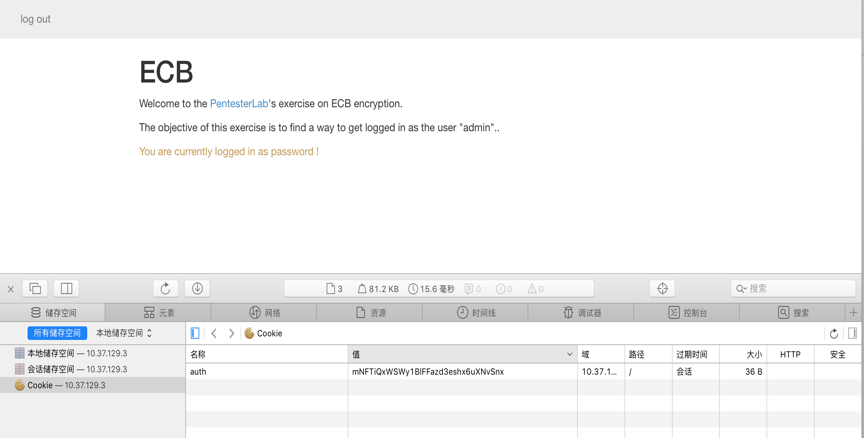 log out
ECB
Welcome to the PentesterLab's exercise on ECB encryption.
The objective of this exercise is to find a way to get logged in as the user "admin"..
You are currently logged in as password !
3 81.2 KB 15.6 毫秒 0 0 0 搜索
储存空间 元素 网络 资源 时间线 调试器 控制台 搜索
所有储存空间 本地储存空间 Cookie
本地储存空间 — 10.37.129.3
会话储存空间 — 10.37.129.3
Cookie — 10.37.129.3
名称 值 域 路径 过期时间 大小 HTTP 安全
auth mNFTiQxWSWy1BIFFazd3eshx6uXNvSnx 10.37.1... / 会话 36 B